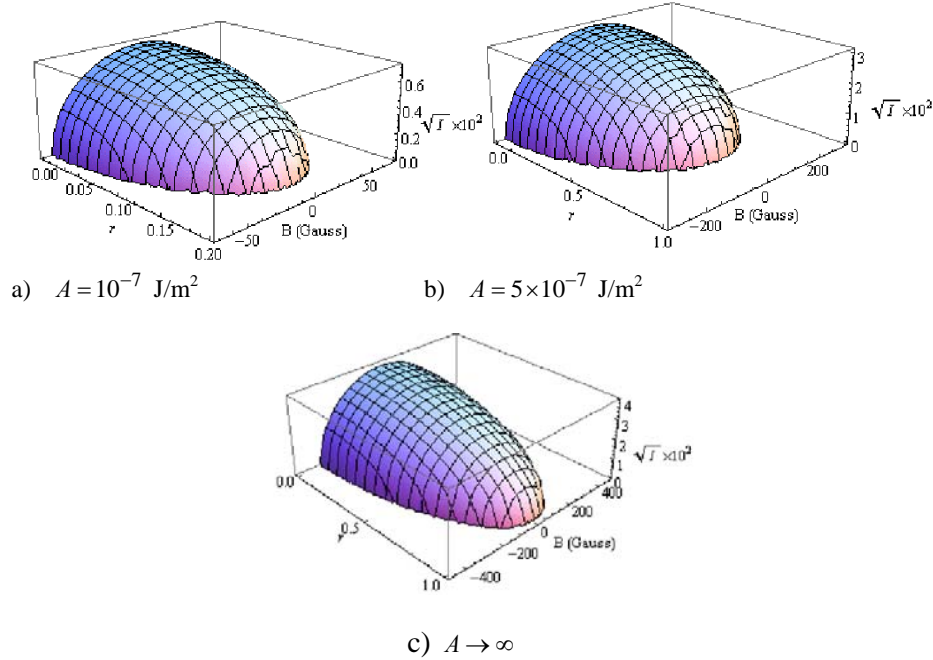 0.6
0.4
√I ×10²
0.2
0.0
50
0
B (Gauss)
−50
0.00
0.05
0.10
r
0.15
0.20
3
2
√I ×10²
1
0
200
0
B (Gauss)
−200
0.0
0.5
r
1.0
a) A = 10⁻⁷ J/m²
b) A = 5×10⁻⁷ J/m²
4
3
2
√I ×10²
1
0
400
200
0
B (Gauss)
−200
−400
0.0
0.5
r
1.0
c) A → ∞